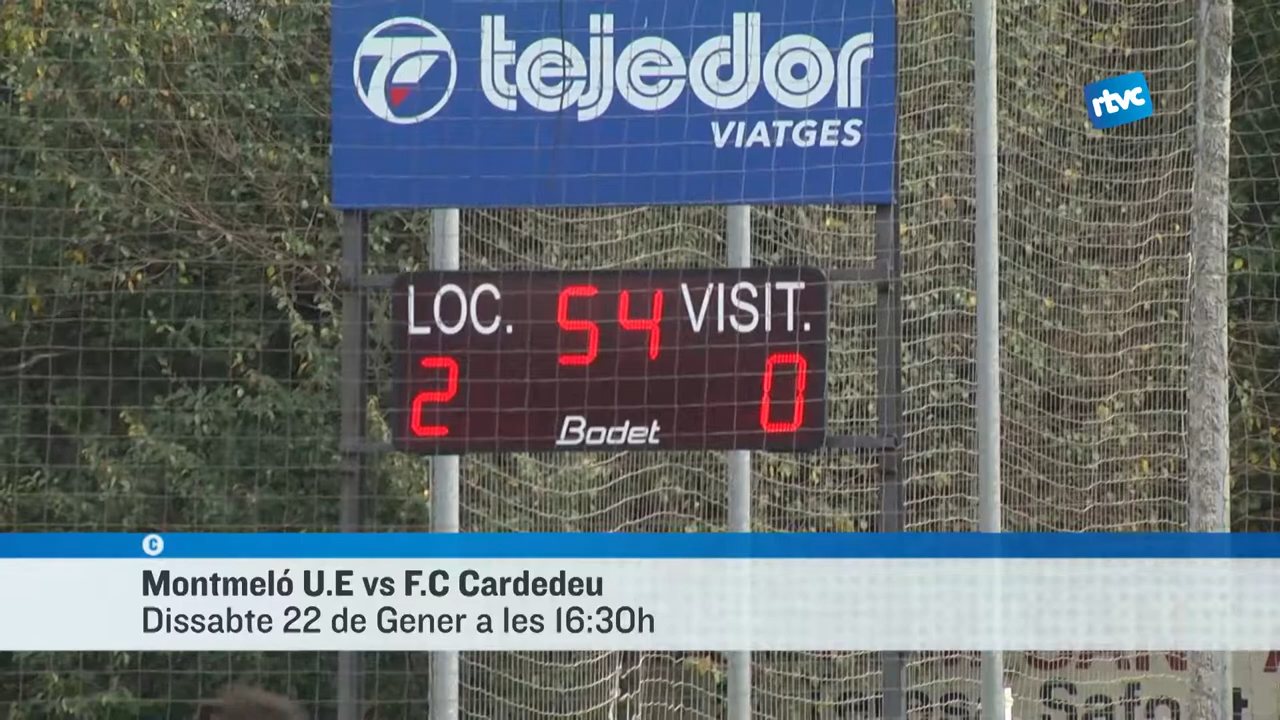 tejedor
VIATGES
rtvc
LOC. 54 VISIT.
2 0
Bodet
C
Montmeló U.E vs F.C Cardedeu
Dissabte 22 de Gener a les 16:30h